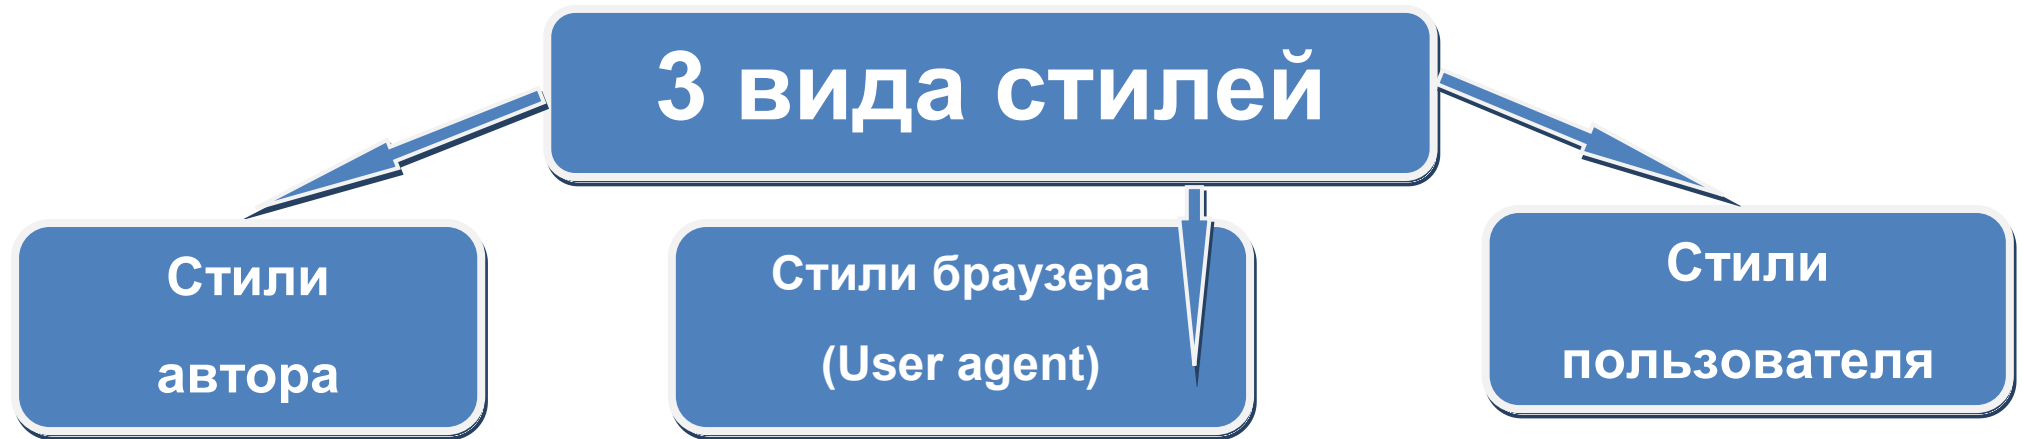 3 вида стилей
Стили
автора
Стили браузера
(User agent)
Стили
пользователя